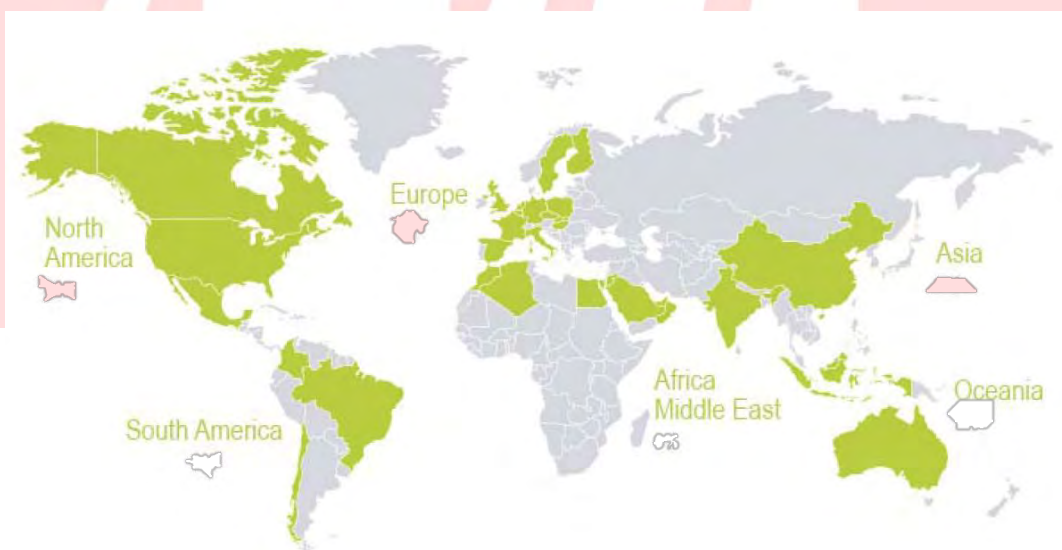 Europe
North
America
Asia
Africa
Middle East
Oceania
South America